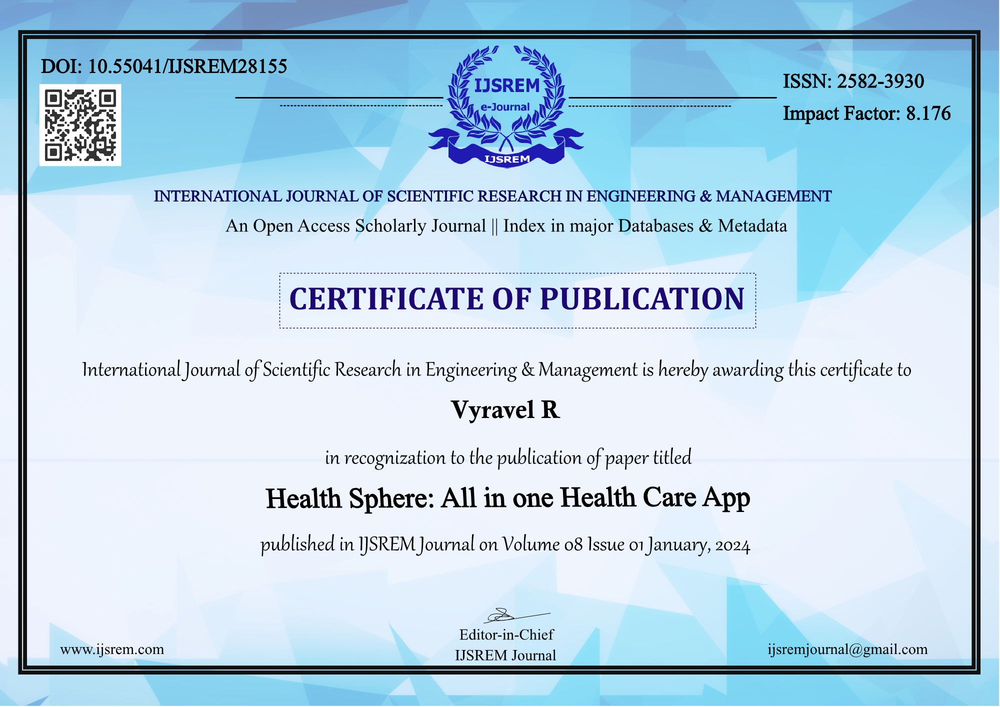 DOI: 10.55041/IJSREM28155
ISSN: 2582-3930
Impact Factor: 8.176
IJSREM
e-Journal
IJSREM
INTERNATIONAL JOURNAL OF SCIENTIFIC RESEARCH IN ENGINEERING & MANAGEMENT
An Open Access Scholarly Journal || Index in major Databases & Metadata
CERTIFICATE OF PUBLICATION
International Journal of Scientific Research in Engineering & Management is hereby awarding this certificate to
Vyravel R
in recognization to the publication of paper titled
Health Sphere: All in one Health Care App
published in IJSREM Journal on Volume 08 Issue 01 January, 2024
Editor-in-Chief
IJSREM Journal
www.ijsrem.com
ijsremjournal@gmail.com